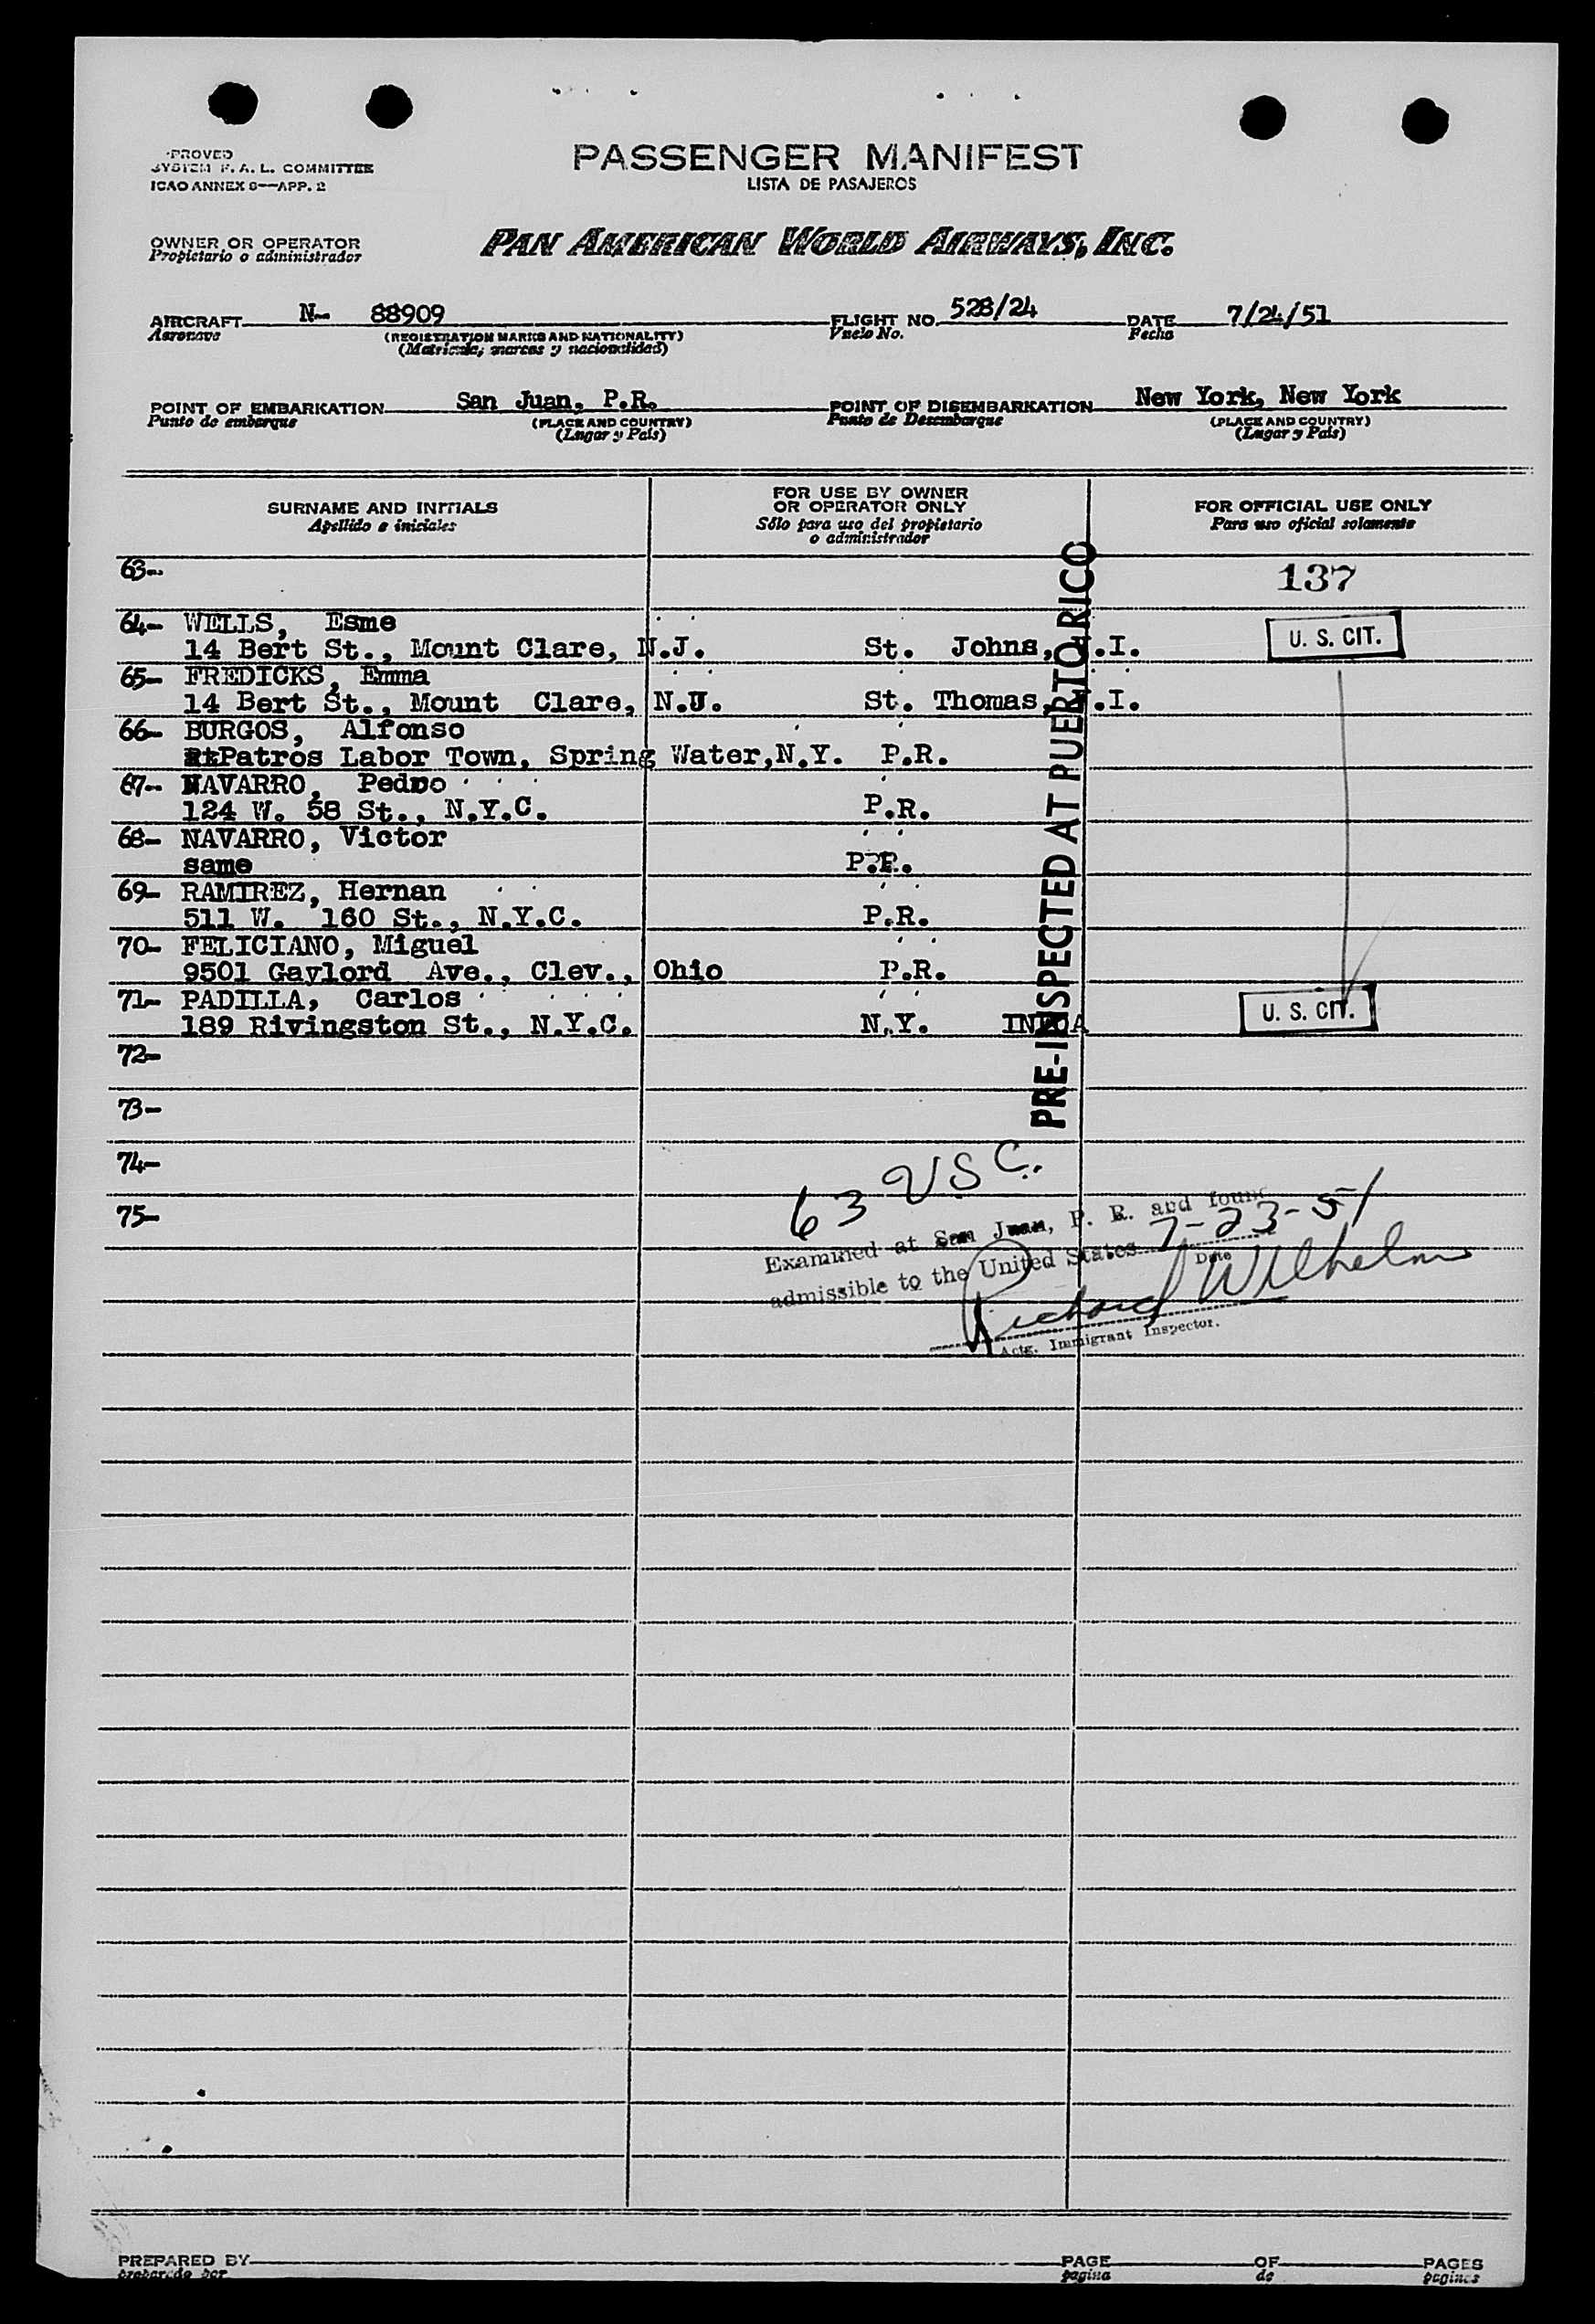 PROVED
SYSTEM F. A. L. COMMITTEE
ICAO ANNEX 9—APP. 2
PASSENGER MANIFEST
LISTA DE PASAJEROS
OWNER OR OPERATOR
Propietario o administrador
PAN AMERICAN WORLD AIRWAYS, INC.
AIRCRAFT N- 88909 FLIGHT NO. 528/24 DATE 7/24/51
Aeronave (REGISTRATION MARKS AND NATIONALITY) Vuelo No. Fecha
(Matricula, marcas y nacionalidad)
POINT OF EMBARKATION San Juan, P.R. POINT OF DISEMBARKATION New York, New York
Punto de embarque (PLACE AND COUNTRY) Punto de Desembarque (PLACE AND COUNTRY)
(Lugar y País) (Lugar y País)
SURNAME AND INITIALS
Apellido e iniciales
FOR USE BY OWNER
OR OPERATOR ONLY
Sólo para uso del propietario
o administrador
FOR OFFICIAL USE ONLY
Para uso oficial solamente
63- 137
64- WELLS, Esme
14 Bert St., Mount Clare, N.J. St. Johns, .I. U. S. CIT.
65- FREDICKS, Emma
14 Bert St., Mount Clare, N.J. St. Thomas, .I.
66- BURGOS, Alfonso
Patros Labor Town, Spring Water,N.Y. P.R.
67- NAVARRO, Pedro
124 W. 58 St., N.Y.C. P.R.
68- NAVARRO, Victor
same P.R.
69- RAMIREZ, Hernan
511 W. 160 St., N.Y.C. P.R.
70- FELICIANO, Miguel
9501 Gaylord Ave., Clev., Ohio P.R.
71- PADILLA, Carlos
189 Rivingston St., N.Y.C. N.Y. U. S. CIT.
72-
73-
74-
75-
PRE-INSPECTED AT PUERTO RICO
63 USC.
Examined at San Juan, P. R. and found
admissible to the United States 7-23-51
Date
Richard Wilhelm
Actg. Immigrant Inspector.
PREPARED BY PAGE OF PAGES
preparado por pagina de paginas